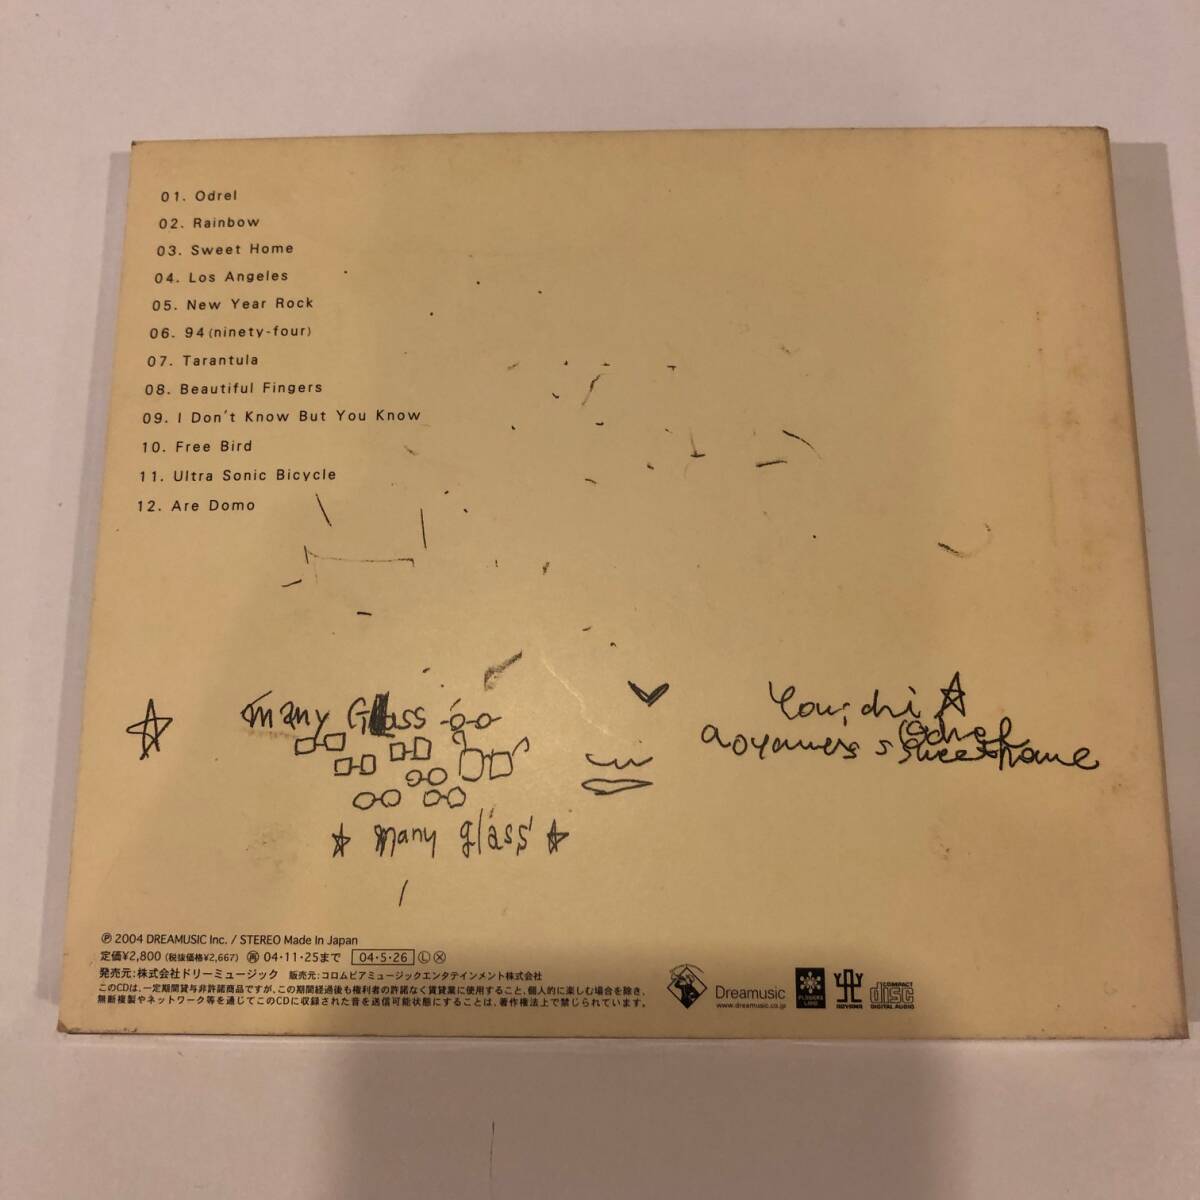 01. Odrel
02. Rainbow
03. Sweet Home
04. Los Angeles
05. New Year Rock
06. 94 (ninety-four)
07. Tarantula
08. Beautiful Fingers
09. I Don't Know But You Know
10. Free Bird
11. Ultra Sonic Bicycle
12. Are Domo
many Glass
many glass
Youichi
Odrel
aoyama's sweethome
Ⓟ 2004 DREAMUSIC Inc. / STEREO Made In Japan
定価¥2,800 (税抜価格¥2,667) 再 04・11・25まで 04・5・26 Ⓛ Ⓧ
発売元:株式会社ドリーミュージック 販売元:コロムビアミュージックエンタテインメント株式会社
このCDは、一定期間貸与非許諾商品ですが、この期間経過後も権利者の許諾なく賃貸業に使用すること、個人的に楽しむ場合を除き、
無断複製やネットワーク等を通じてこのCDに収録された音を送信可能状態にすることは、著作権法上で禁じられています。
Dreamusic
www.dreamusic.co.jp
FLOWERS LAND
AOYAMA
COMPACT disc DIGITAL AUDIO